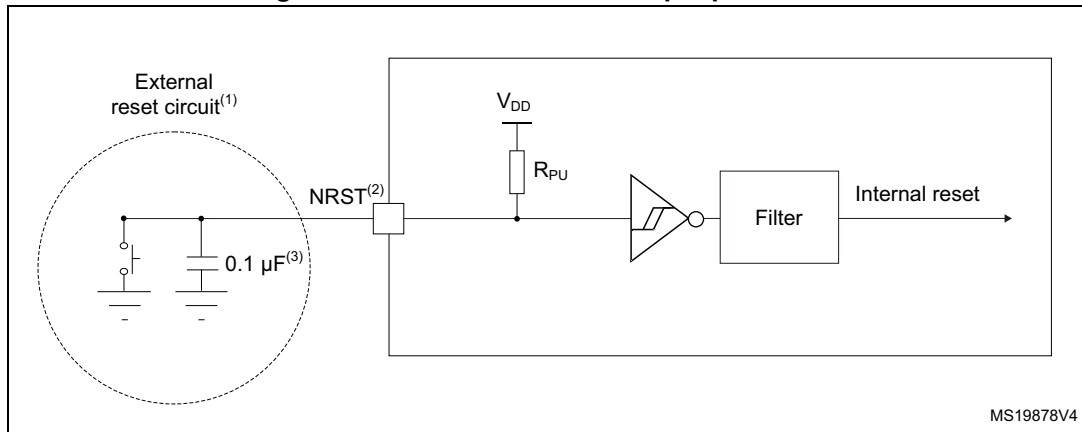 External
reset circuit(1)
VDD
RPU
NRST(2)
0.1 µF(3)
Filter
Internal reset
MS19878V4